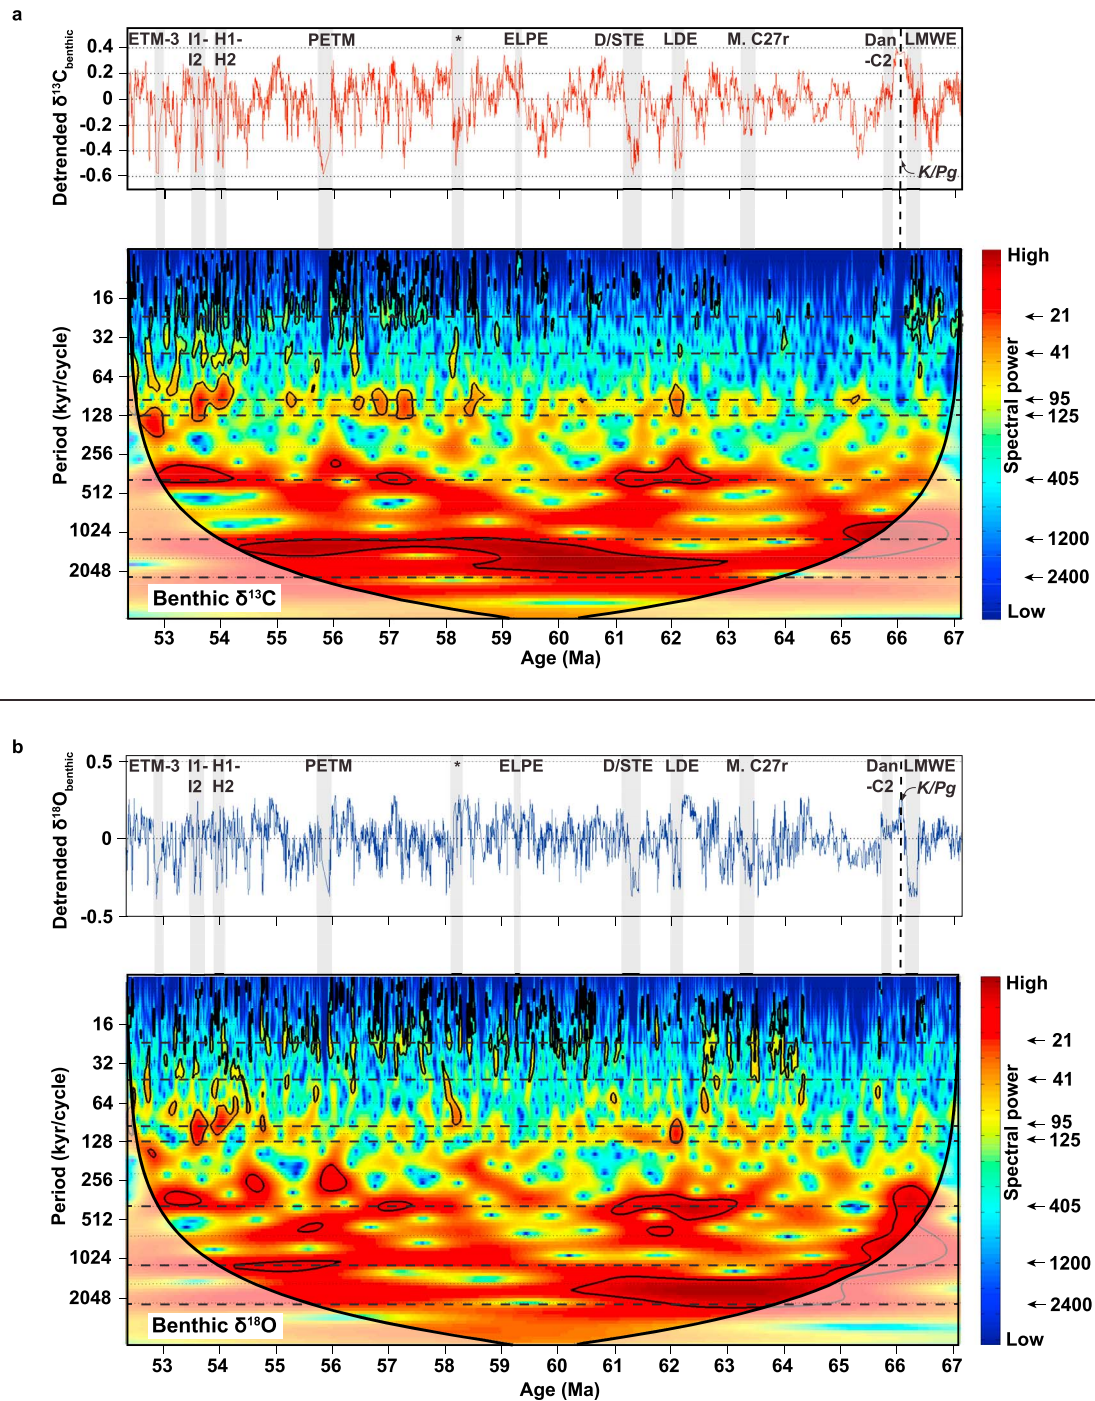 a
ETM-3 I1- H1- PETM * ELPE D/STE LDE M. C27r Dan LMWE
I2 H2 -C2
Detrended δ13Cbenthic
0.4
0.2
0
-0.2
-0.4
-0.6
K/Pg
Period (kyr/cycle)
16
32
64
128
256
512
1024
2048
Benthic δ13C
53 54 55 56 57 58 59 60 61 62 63 64 65 66 67
Age (Ma)
Spectral power
High
← 21
← 41
← 95
← 125
← 405
← 1200
← 2400
Low
b
ETM-3 I1- H1- PETM * ELPE D/STE LDE M. C27r Dan LMWE
I2 H2 -C2 K/Pg
Detrended δ18Obenthic
0.5
0
-0.5
Period (kyr/cycle)
16
32
64
128
256
512
1024
2048
Benthic δ18O
53 54 55 56 57 58 59 60 61 62 63 64 65 66 67
Age (Ma)
Spectral power
High
← 21
← 41
← 95
← 125
← 405
← 1200
← 2400
Low